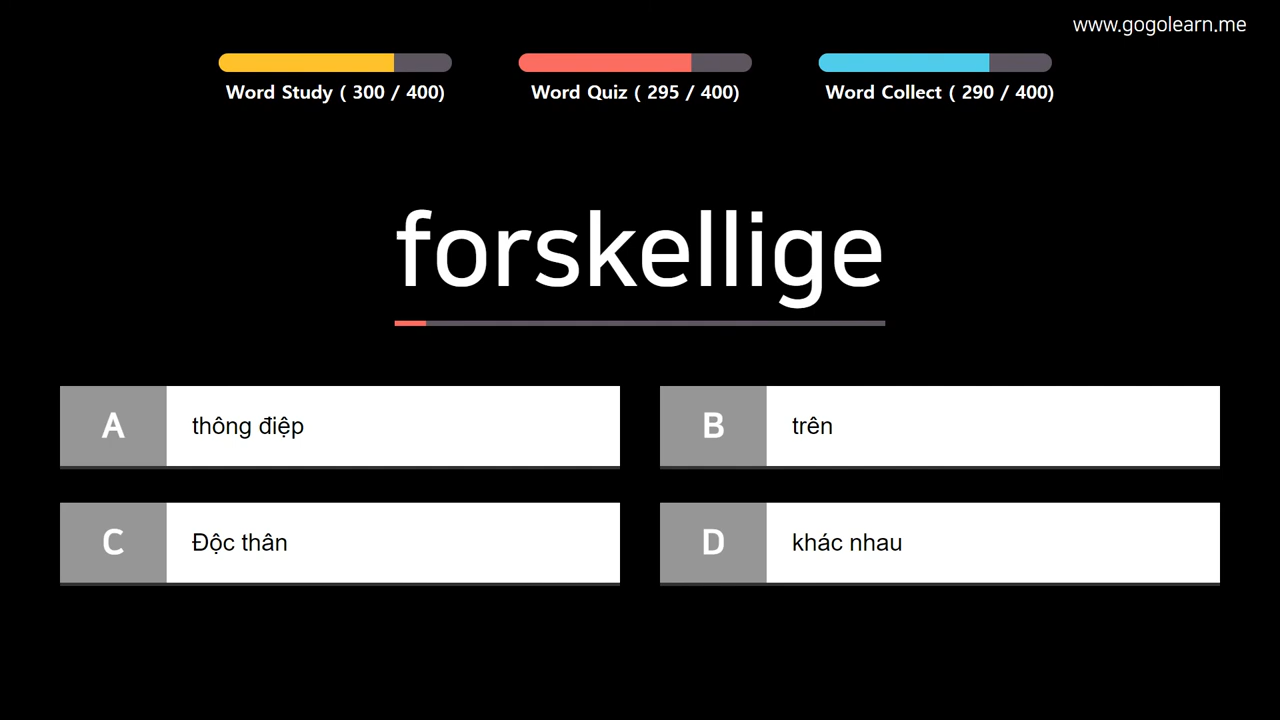 www.gogolearn.me
Word Study ( 300 / 400)
Word Quiz ( 295 / 400)
Word Collect ( 290 / 400)
forskellige
A thông điệp
B trên
C Độc thân
D khác nhau